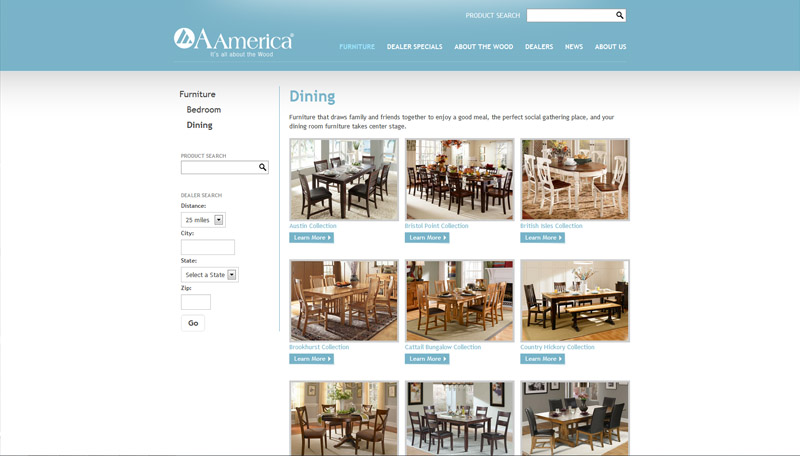 PRODUCT SEARCH
AAmerica®
It's all about the Wood
FURNITURE DEALER SPECIALS ABOUT THE WOOD DEALERS NEWS ABOUT US
Furniture
Bedroom
Dining
PRODUCT SEARCH
DEALER SEARCH
Distance:
25 miles
City:
State:
Select a State
Zip:
Go
Dining
Furniture that draws family and friends together to enjoy a good meal, the perfect social gathering place, and your
dining room furniture takes center stage.
Austin Collection
Learn More
Bristol Point Collection
Learn More
British Isles Collection
Learn More
Brookhurst Collection
Learn More
Cattail Bungalow Collection
Learn More
Country Hickory Collection
Learn More